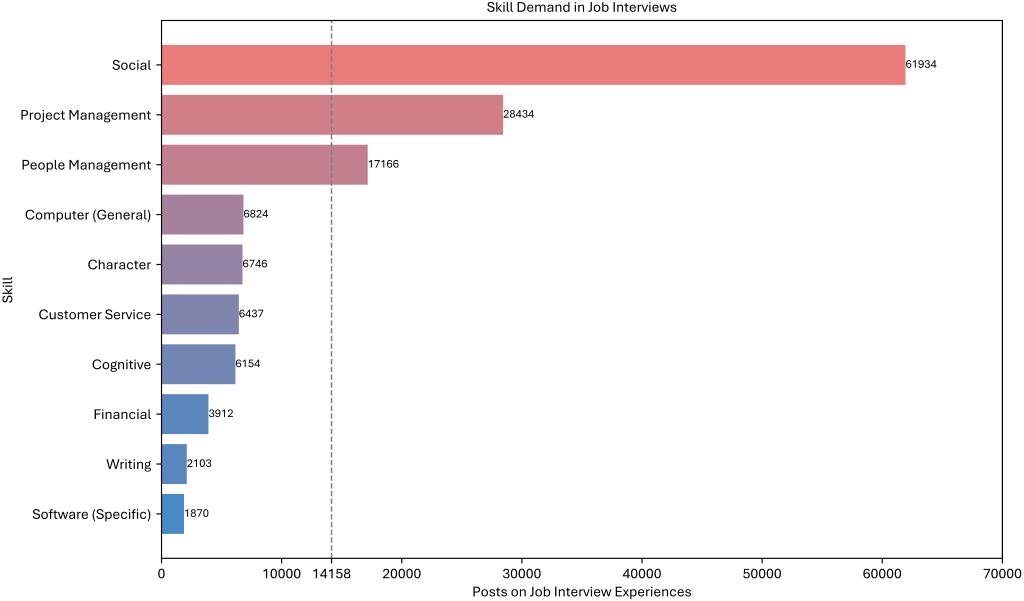 Skill Demand in Job Interviews
Skill
Social 61934
Project Management 28434
People Management 17166
Computer (General) 6824
Character 6746
Customer Service 6437
Cognitive 6154
Financial 3912
Writing 2103
Software (Specific) 1870
0 10000 14158 20000 30000 40000 50000 60000 70000
Posts on Job Interview Experiences